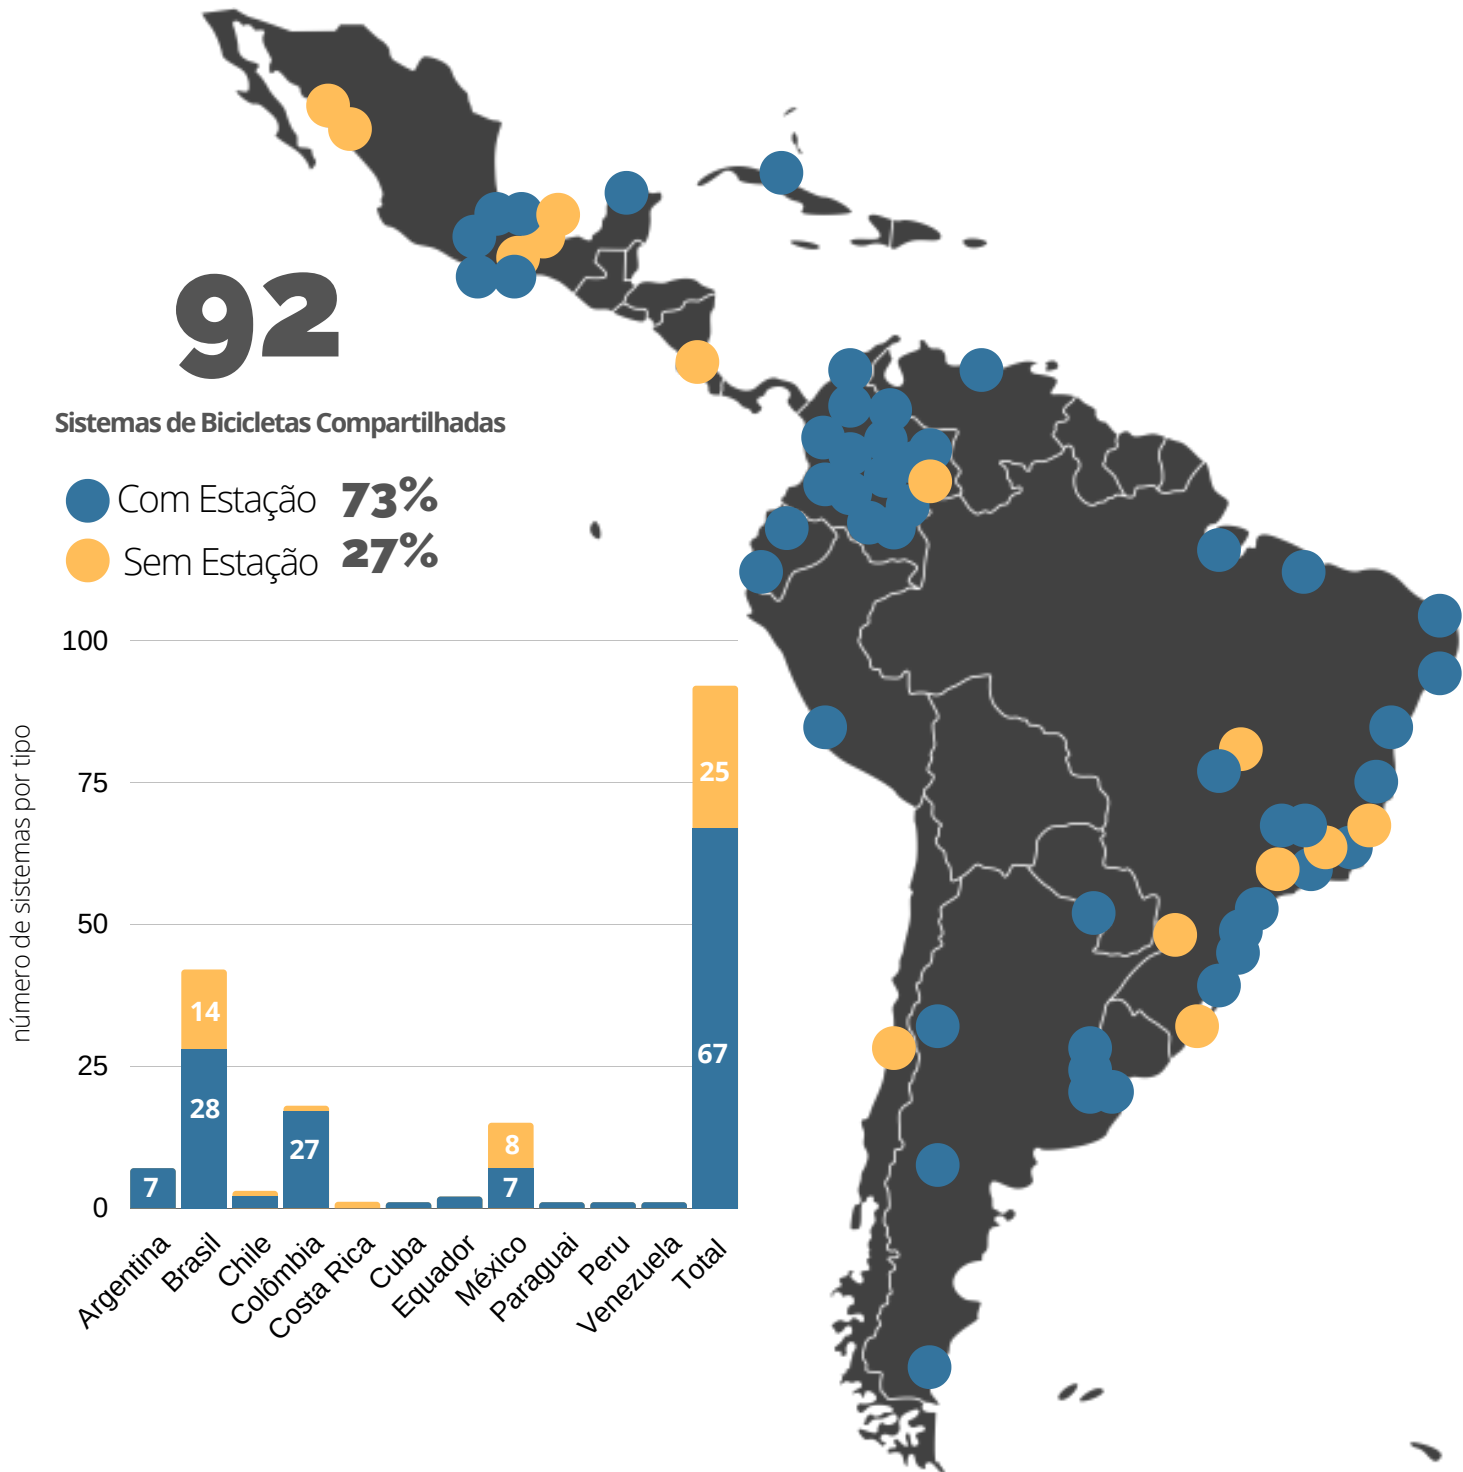 92
Sistemas de Bicicletas Compartilhadas
Com Estação 73%
Sem Estação 27%
número de sistemas por tipo
100
75
50
25
0
25
67
14
28
27
8
7
7
Argentina
Brasil
Chile
Colômbia
Costa Rica
Cuba
Equador
México
Paraguai
Peru
Venezuela
Total